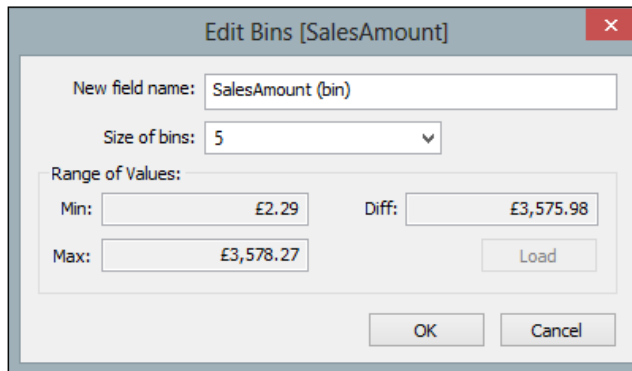 Edit Bins [SalesAmount]
New field name: SalesAmount (bin)
Size of bins: 5
Range of Values:
Min: £2.29 Diff: £3,575.98
Max: £3,578.27 Load
OK Cancel